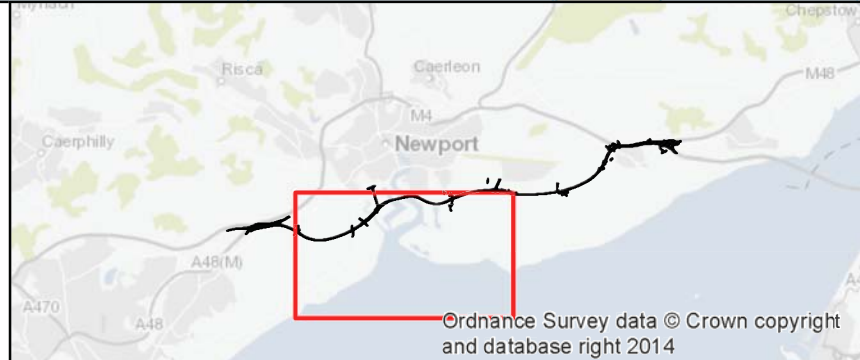 Chepstow
Risca
Caerleon
M48
M4
Caerphilly
Newport
A48(M)
A470
A48
Ordnance Survey data © Crown copyright
and database right 2014